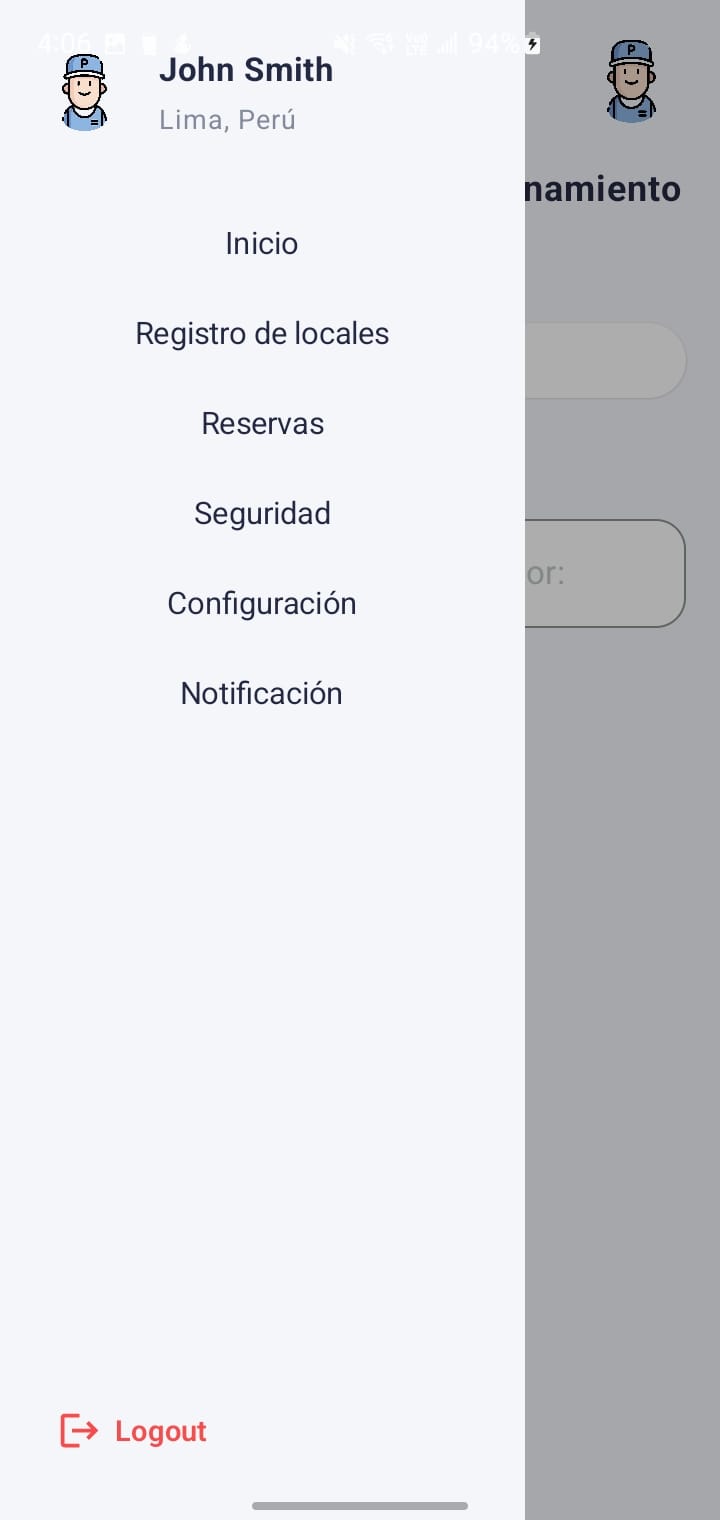 4:06 94%
John Smith
Lima, Perú
namiento
Inicio
Registro de locales
Reservas
or:
Seguridad
Configuración
Notificación
Logout